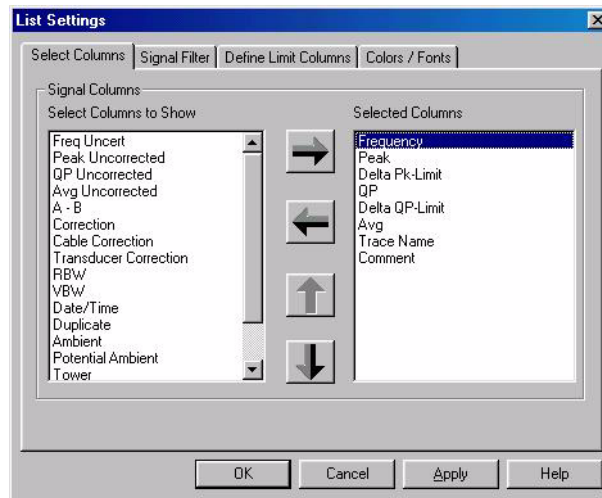 List Settings
Select Columns
Signal Filter
Define Limit Columns
Colors / Fonts
Signal Columns
Select Columns to Show
Freq Uncert
Peak Uncorrected
QP Uncorrected
Avg Uncorrected
A - B
Correction
Cable Correction
Transducer Correction
RBW
VBW
Date/Time
Duplicate
Ambient
Potential Ambient
Tower
Selected Columns
Frequency
Peak
Delta Pk-Limit
QP
Delta QP-Limit
Avg
Trace Name
Comment
OK
Cancel
Apply
Help